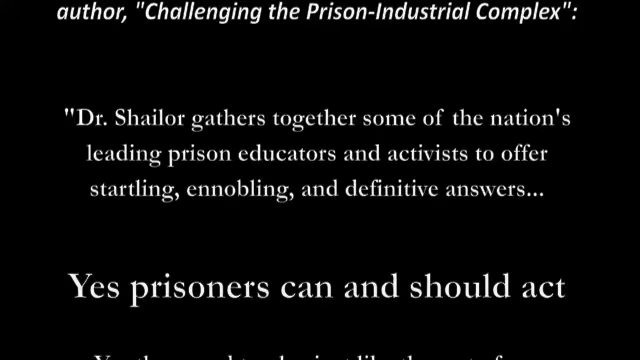 author, "Challenging the Prison-Industrial Complex":
"Dr. Shailor gathers together some of the nation's
leading prison educators and activists to offer
startling, ennobling, and definitive answers...
Yes prisoners can and should act